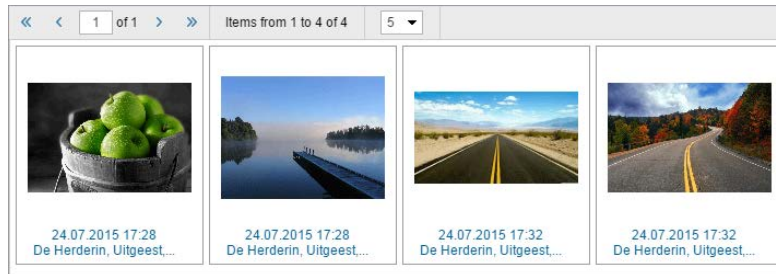 « < 1 of 1 > » Items from 1 to 4 of 4 5
24.07.2015 17:28
De Herderin, Uitgeest,...
24.07.2015 17:28
De Herderin, Uitgeest,...
24.07.2015 17:32
De Herderin, Uitgeest,...
24.07.2015 17:32
De Herderin, Uitgeest,...